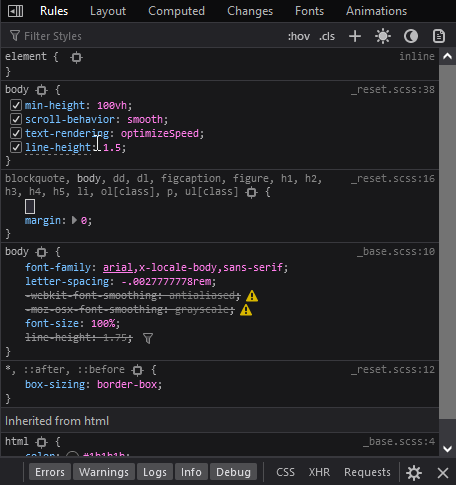 Rules Layout Computed Changes Fonts Animations
Filter Styles :hov .cls +
element { inline
}
body { _reset.scss:38
min-height: 100vh;
scroll-behavior: smooth;
text-rendering: optimizeSpeed;
line-height: 1.5;
}
blockquote, body, dd, dl, figcaption, figure, h1, h2, _reset.scss:16
h3, h4, h5, li, ol[class], p, ul[class] {
margin: 0;
}
body { _base.scss:10
font-family: arial,x-locale-body,sans-serif;
letter-spacing: -.0027777778rem;
-webkit-font-smoothing: antialiased;
-moz-osx-font-smoothing: grayscale;
font-size: 100%;
line-height: 1.75;
}
*, ::after, ::before { _reset.scss:12
box-sizing: border-box;
}
Inherited from html
html { _base.scss:4
color: #1b1b1b;
Errors Warnings Logs Info Debug CSS XHR Requests